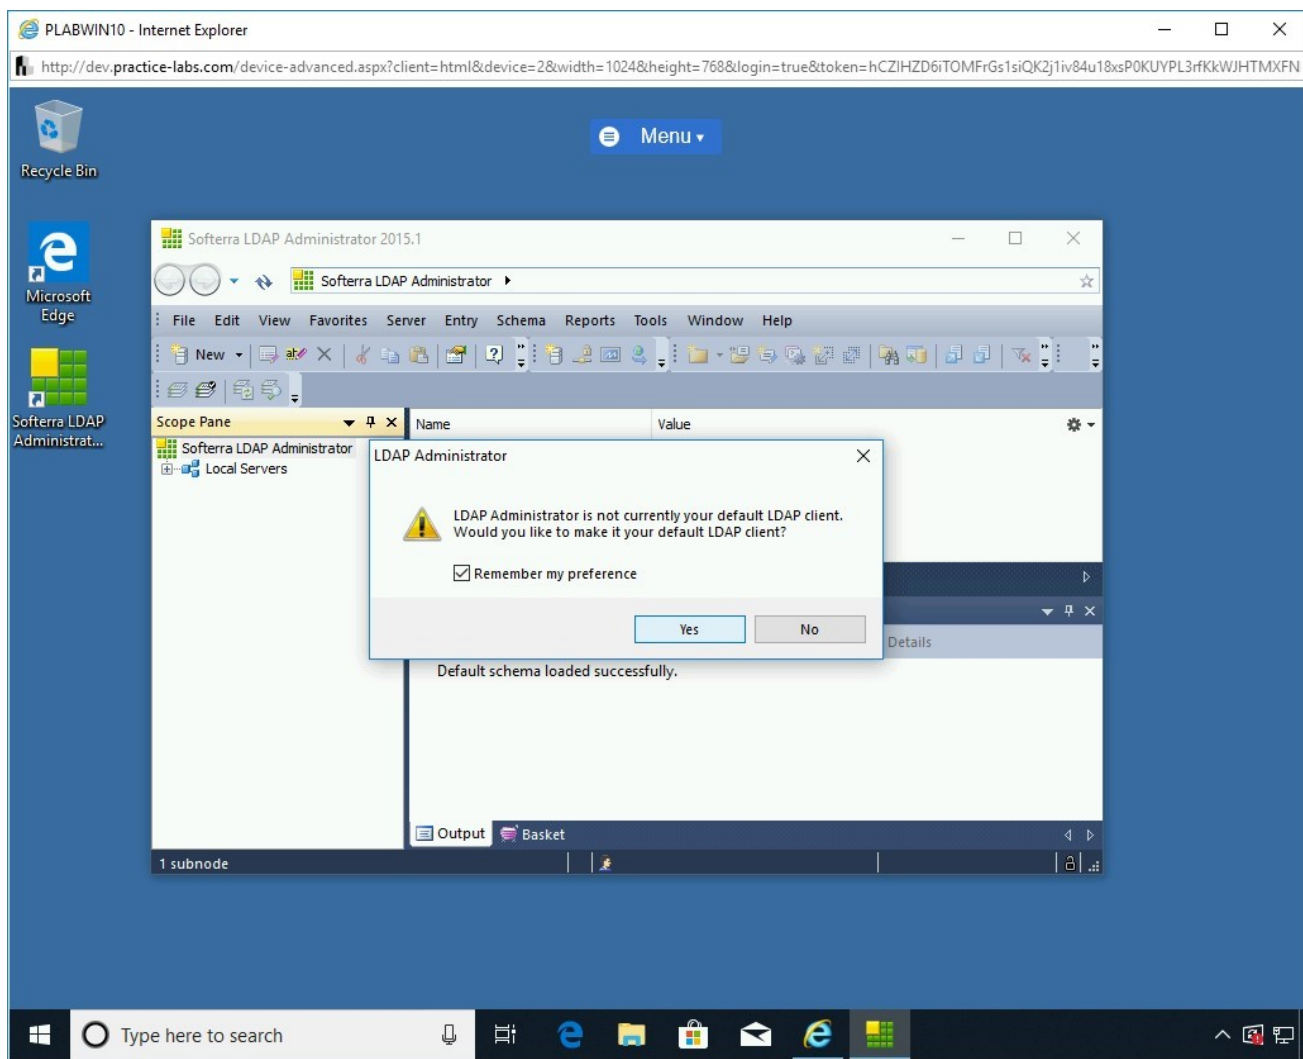 PLABWIN10 - Internet Explorer
http://dev.practice-labs.com/device-advanced.aspx?client=html&device=2&width=1024&height=768&login=true&token=hCZIHZD6iTOMFrGs1siQK2j1iv84u18xsP0KUYPL3rfKkWJHTMXFN
Menu
Recycle Bin
Microsoft
Edge
Softerra LDAP
Administrat...
Softerra LDAP Administrator 2015.1
Softerra LDAP Administrator
File Edit View Favorites Server Entry Schema Reports Tools Window Help
New
Scope Pane
Name Value
Softerra LDAP Administrator
Local Servers
LDAP Administrator
LDAP Administrator is not currently your default LDAP client.
Would you like to make it your default LDAP client?
Remember my preference
Yes No
Details
Default schema loaded successfully.
Output Basket
1 subnode
Type here to search